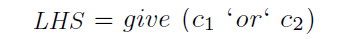 LHS = give (c₁ ‘or‘ c₂)